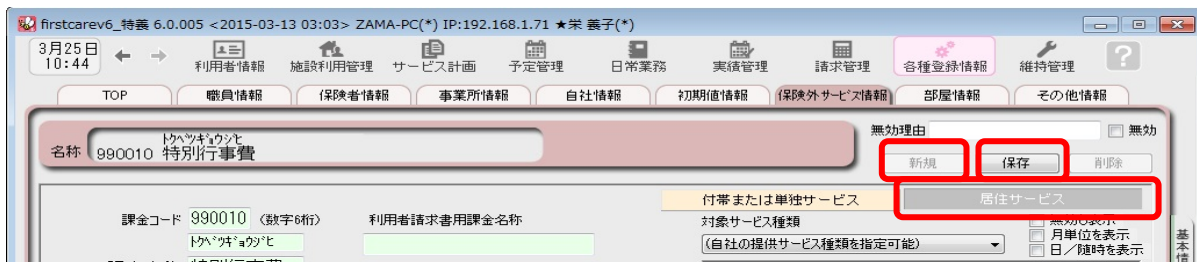 firstcarev6_特養 6.0.005 <2015-03-13 03:03> ZAMA-PC(*) IP:192.168.1.71 ★栄 養子(*)
3月25日
10:44
利用者情報 施設利用管理 サービス計画 予定管理 日常業務 実績管理 請求管理 各種登録情報 維持管理 ?
TOP 職員情報 保険者情報 事業所情報 自社情報 初期値情報 保険外サービス情報 部屋情報 その他情報
無効理由 無効
トクベツギョウジヒ
名称 990010 特別行事費
新規 保存 削除
付帯または単独サービス 居住サービス
課金コード 990010 (数字6桁) 利用者請求書用課金名称 対象サービス種類
トクベツギョウジヒ (自社の提供サービス種類を指定可能) 月単位を表示
日/随時を表示
基本情